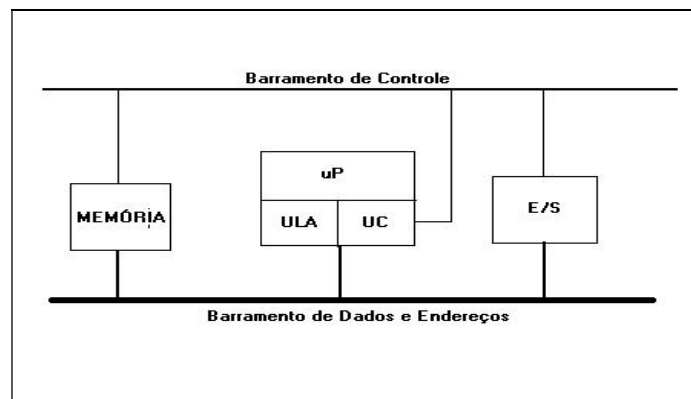 Barramento de Controle
uP
MEMÓRIA
ULA
UC
E/S
Barramento de Dados e Endereços